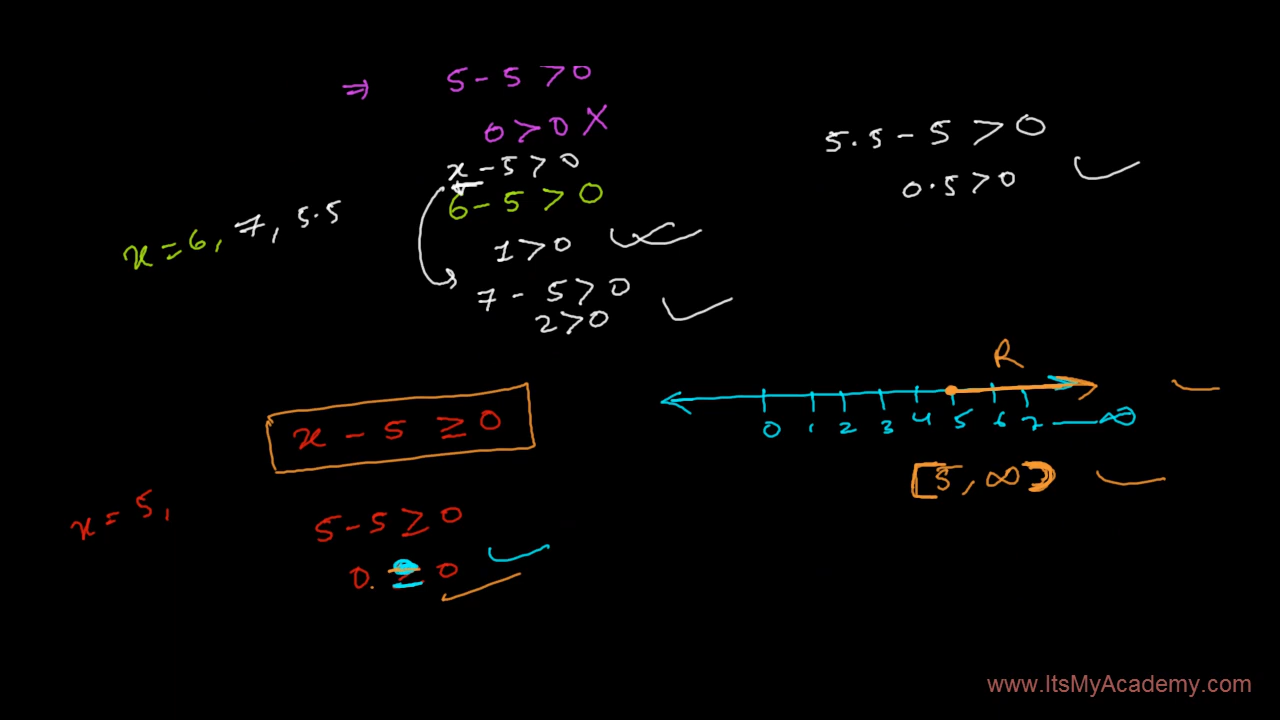 ⇒ 5 - 5 > 0
0 > 0 X
x - 5 > 0
6 - 5 > 0
x = 6, 7, 5.5
1 > 0
7 - 5 > 0
2 > 0
5.5 - 5 > 0
0.5 > 0
R
0 1 2 3 4 5 6 7 ∞
[5, ∞)
x - 5 ≥ 0
x = 5,
5 - 5 ≥ 0
0. ≥ 0
www.ItsMyAcademy.com